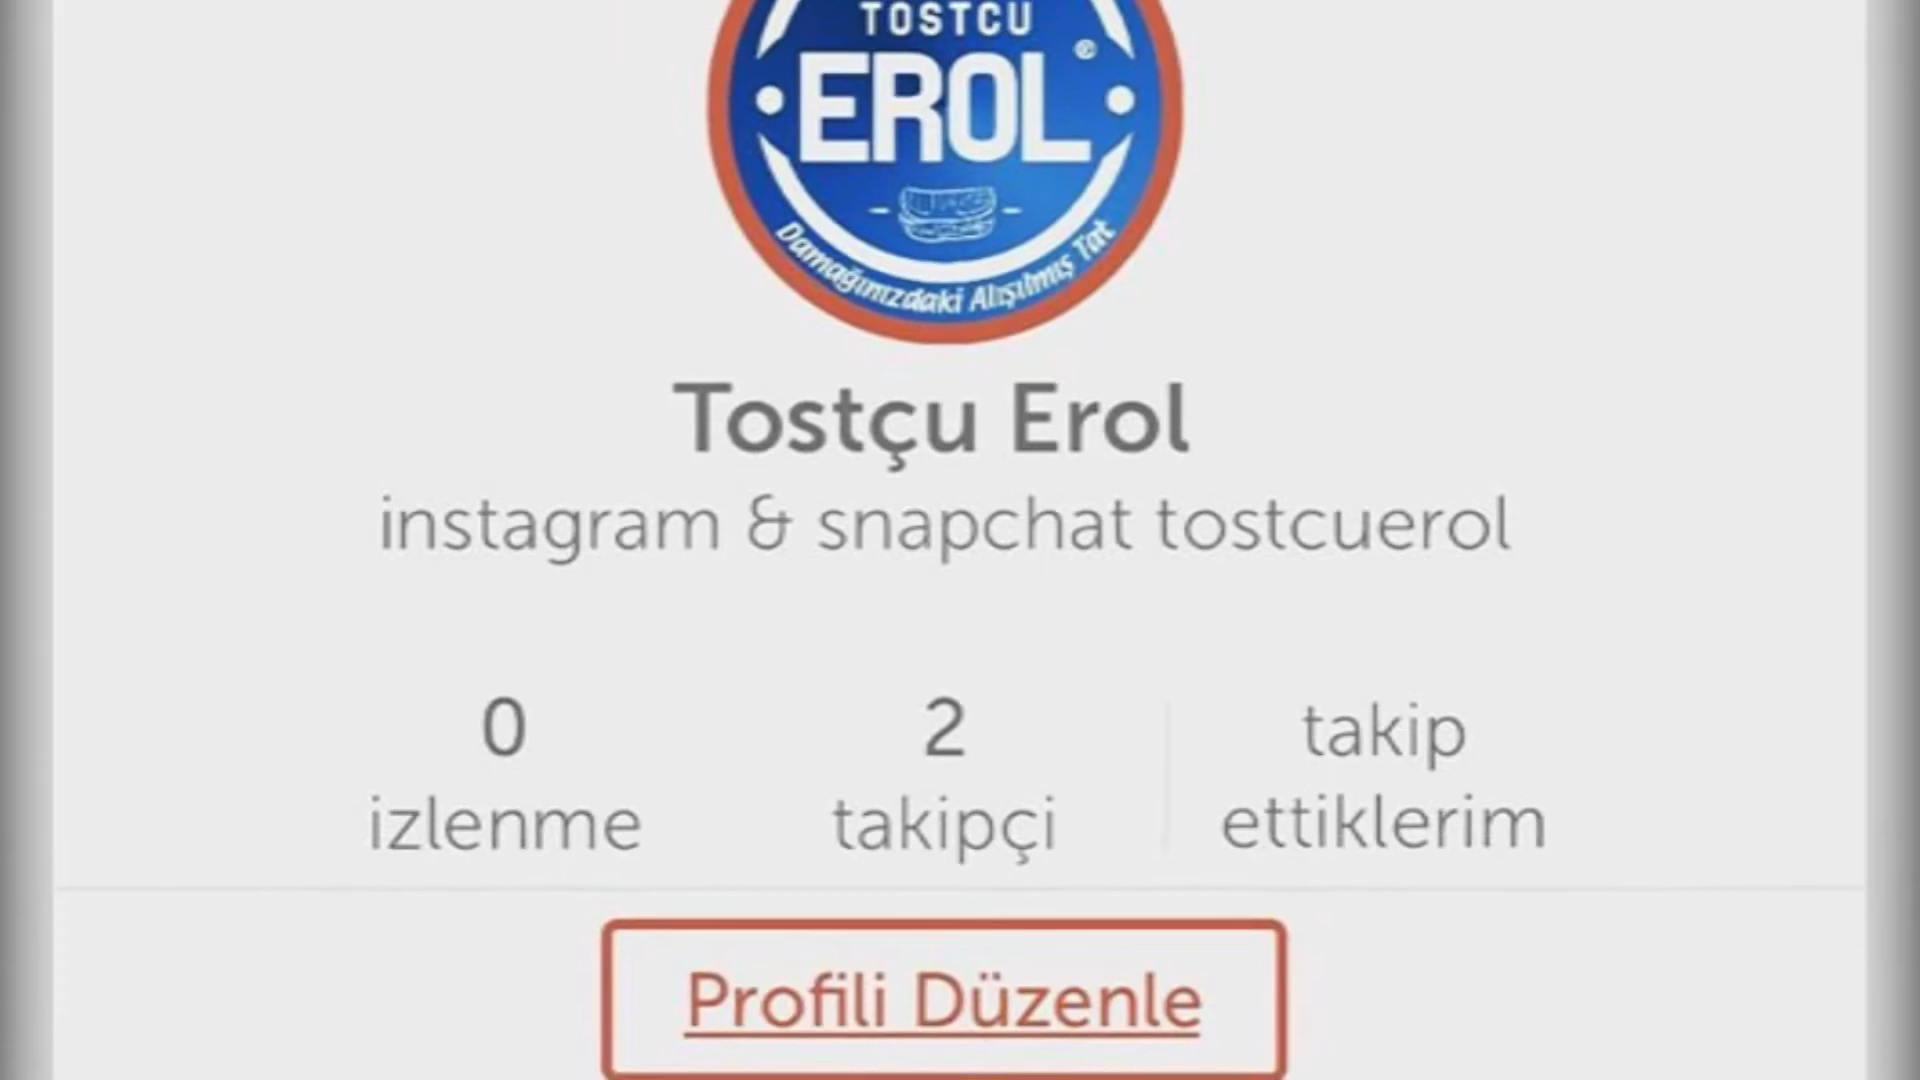 TOSTCU
EROL®
Damağınızdaki Alışılmış Tat
Tostçu Erol
instagram & snapchat tostcuerol
0
izlenme
2
takipçi
takip
ettiklerim
Profili Düzenle